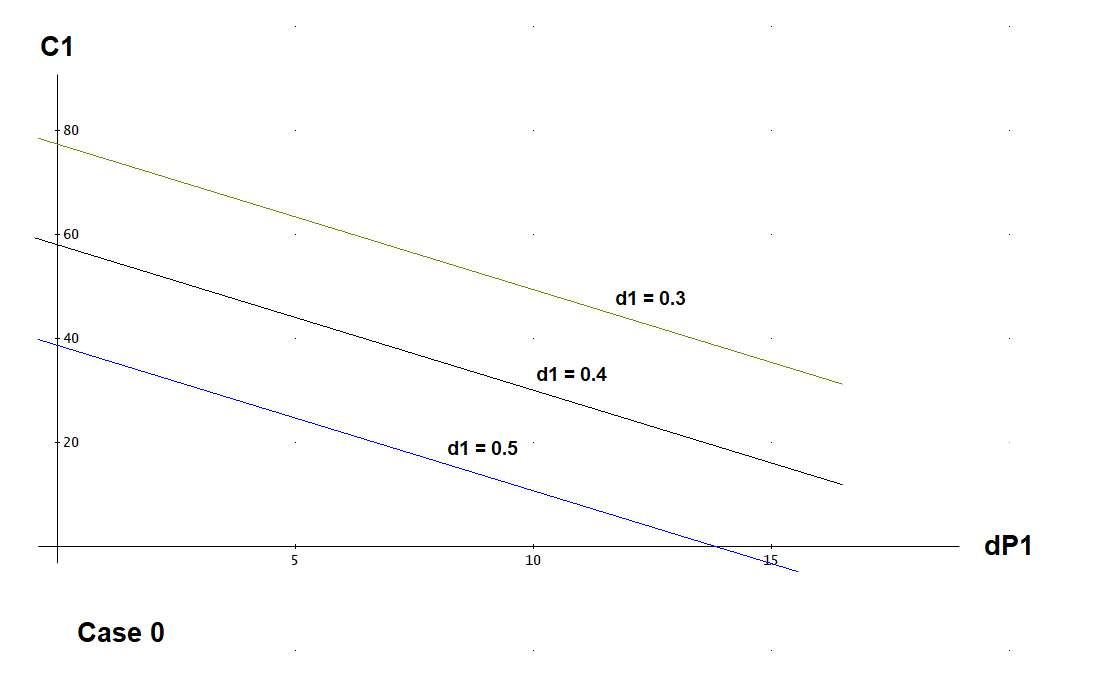 C1
80
60
d1 = 0.3
40
d1 = 0.4
20
d1 = 0.5
5
10
15
dP1
Case 0